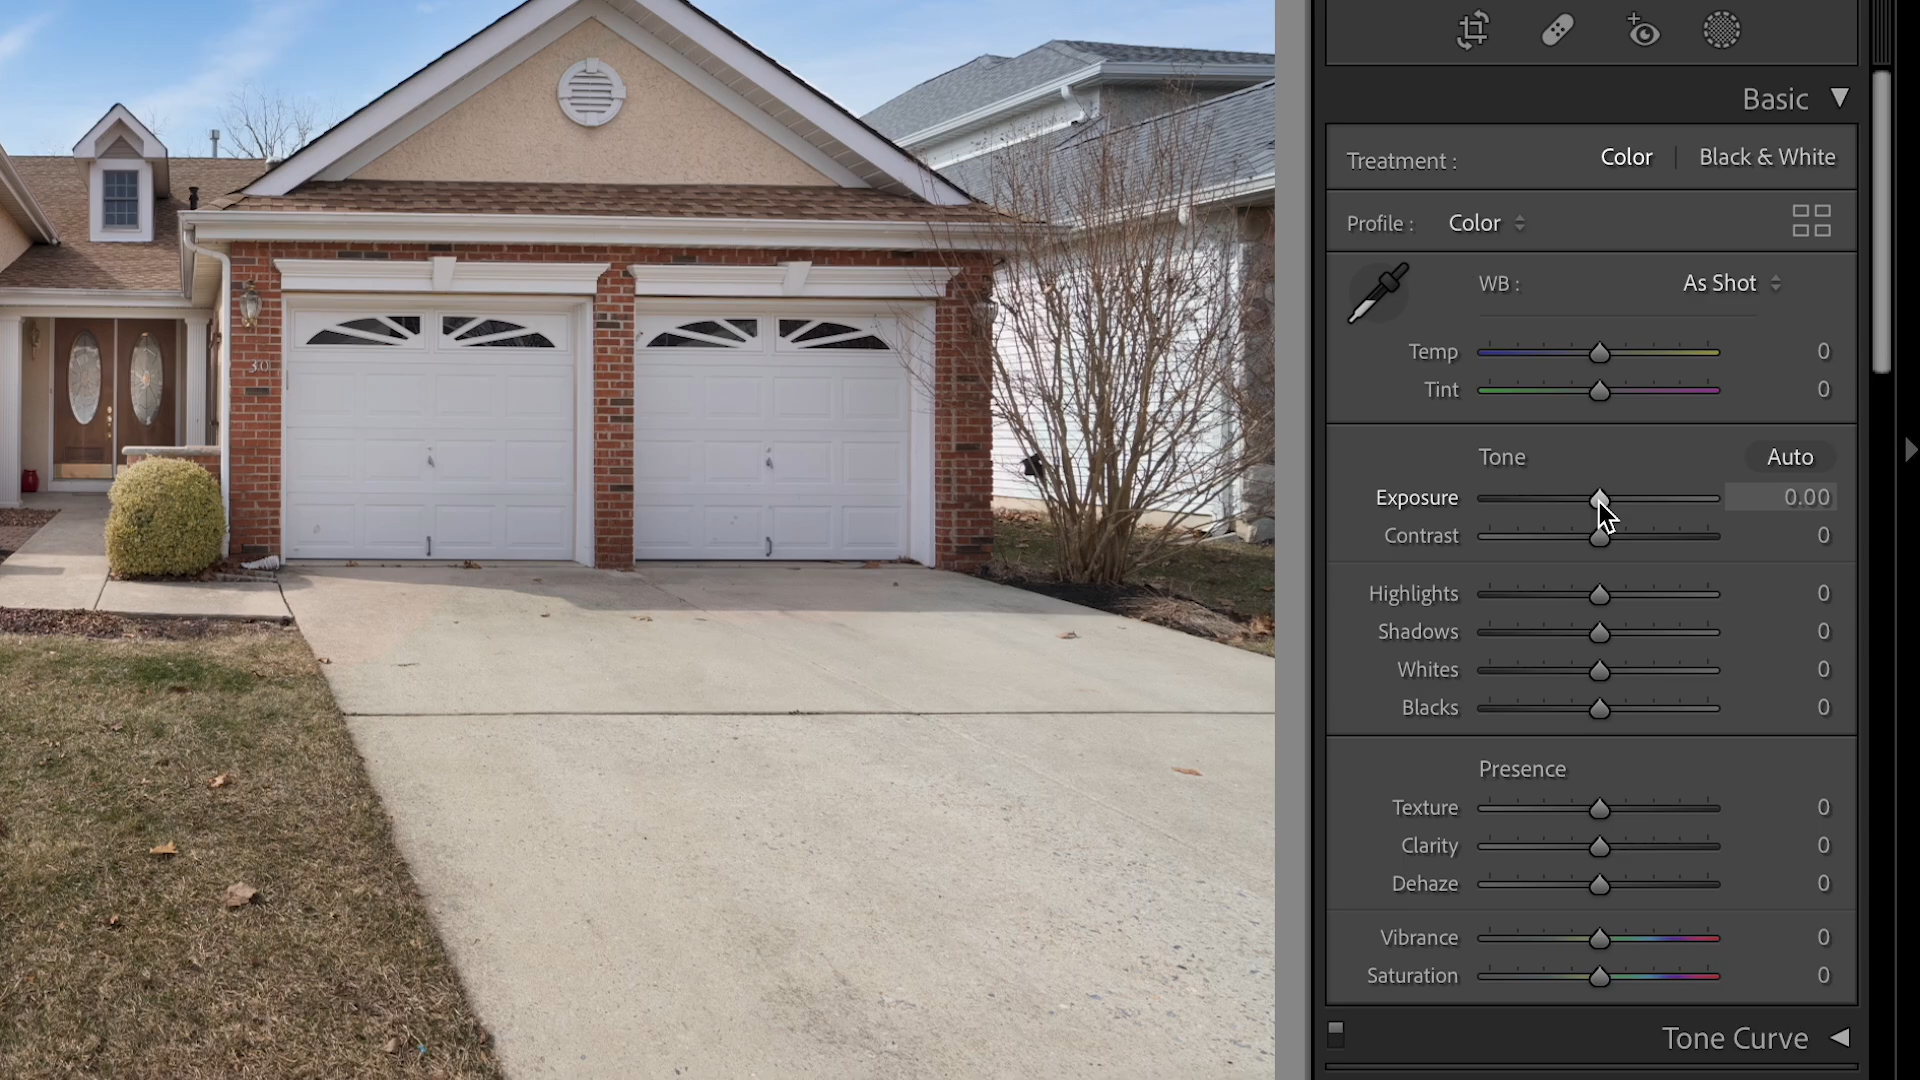 Basic
Treatment :
Color
Black & White
Profile :
Color
WB :
As Shot
Temp
0
Tint
0
Tone
Auto
Exposure
0.00
Contrast
0
Highlights
0
Shadows
0
Whites
0
Blacks
0
Presence
Texture
0
Clarity
0
Dehaze
0
Vibrance
0
Saturation
0
Tone Curve
30